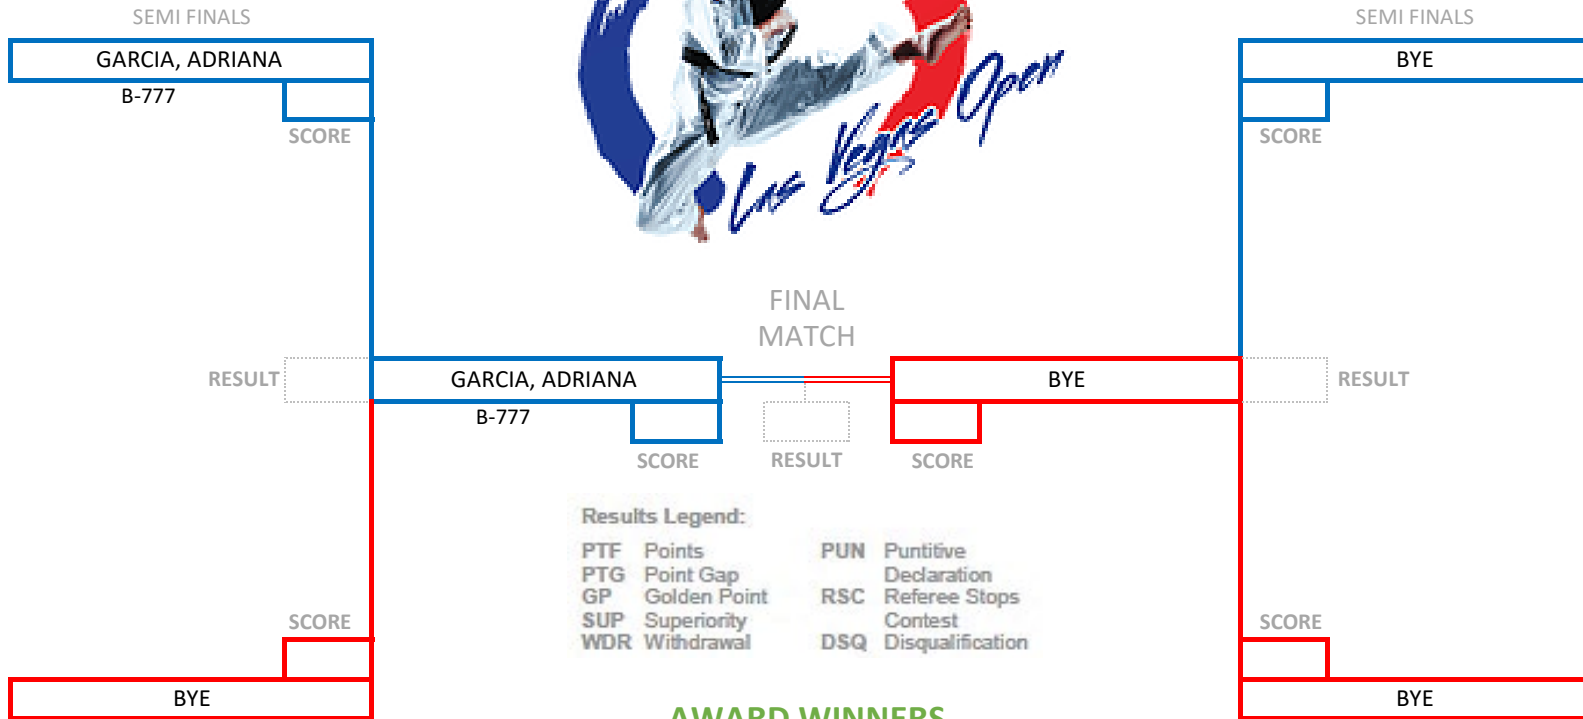 SEMI FINALS
SEMI FINALS
GARCIA, ADRIANA
BYE
B-777
SCORE
SCORE
Las Vegas Open
FINAL
MATCH
RESULT
GARCIA, ADRIANA
BYE
RESULT
B-777
SCORE
RESULT
SCORE
Results Legend:
PTF Points
PTG Point Gap
GP Golden Point
SUP Superiority
WDR Withdrawal
PUN Puntitive
Declaration
RSC Referee Stops
Contest
DSQ Disqualification
SCORE
SCORE
BYE
BYE
AWARD WINNERS